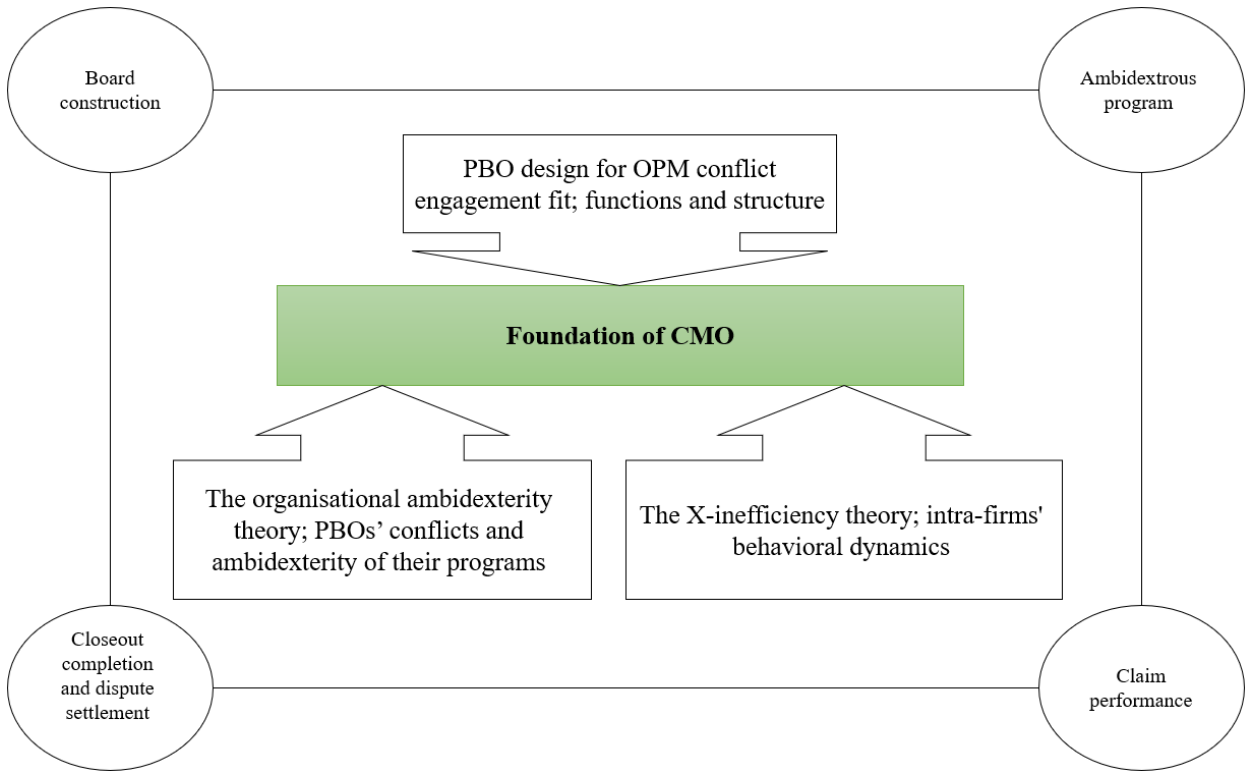 Board
construction
Ambidextrous
program
PBO design for OPM conflict
engagement fit; functions and structure
Foundation of CMO
The organisational ambidexterity
theory; PBOs’ conflicts and
ambidexterity of their programs
The X-inefficiency theory; intra-firms'
behavioral dynamics
Closeout
completion
and dispute
settlement
Claim
performance